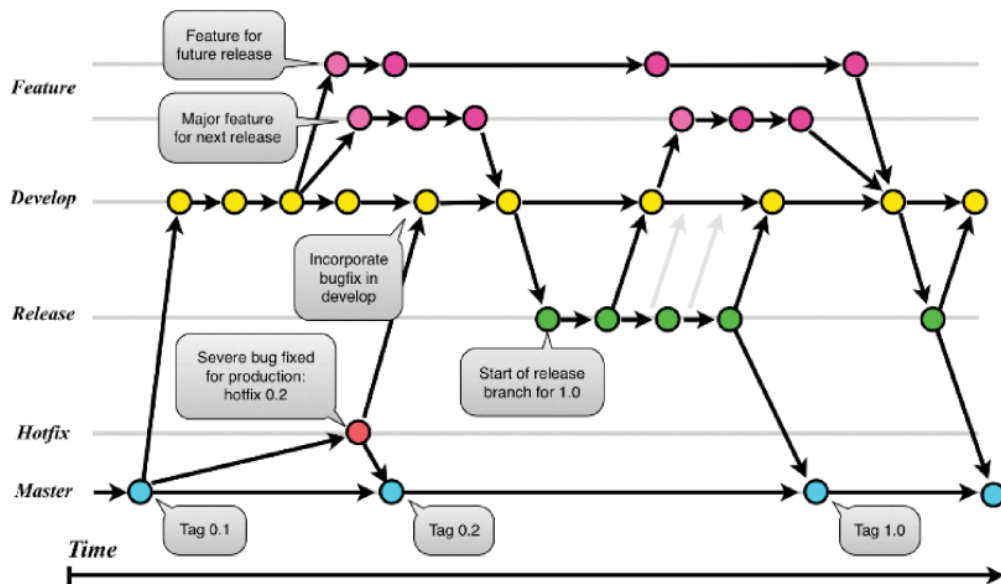 Feature for
future release
Feature
Major feature
for next release
Develop
Incorporate
bugfix in
develop
Release
Severe bug fixed
for production:
hotfix 0.2
Start of release
branch for 1.0
Hotfix
Master
Tag 0.1
Tag 0.2
Tag 1.0
Time